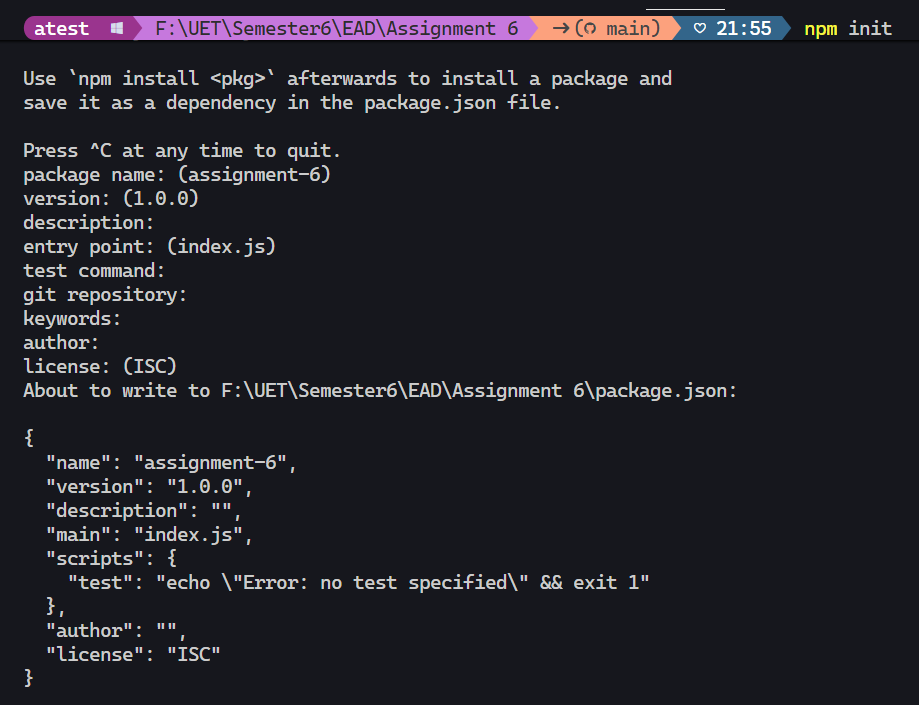 atest F:\UET\Semester6\EAD\Assignment 6 →( main) ♡ 21:55 npm init
Use `npm install <pkg>` afterwards to install a package and
save it as a dependency in the package.json file.
Press ^C at any time to quit.
package name: (assignment-6)
version: (1.0.0)
description:
entry point: (index.js)
test command:
git repository:
keywords:
author:
license: (ISC)
About to write to F:\UET\Semester6\EAD\Assignment 6\package.json:
{
  "name": "assignment-6",
  "version": "1.0.0",
  "description": "",
  "main": "index.js",
  "scripts": {
    "test": "echo \"Error: no test specified\" && exit 1"
  },
  "author": "",
  "license": "ISC"
}